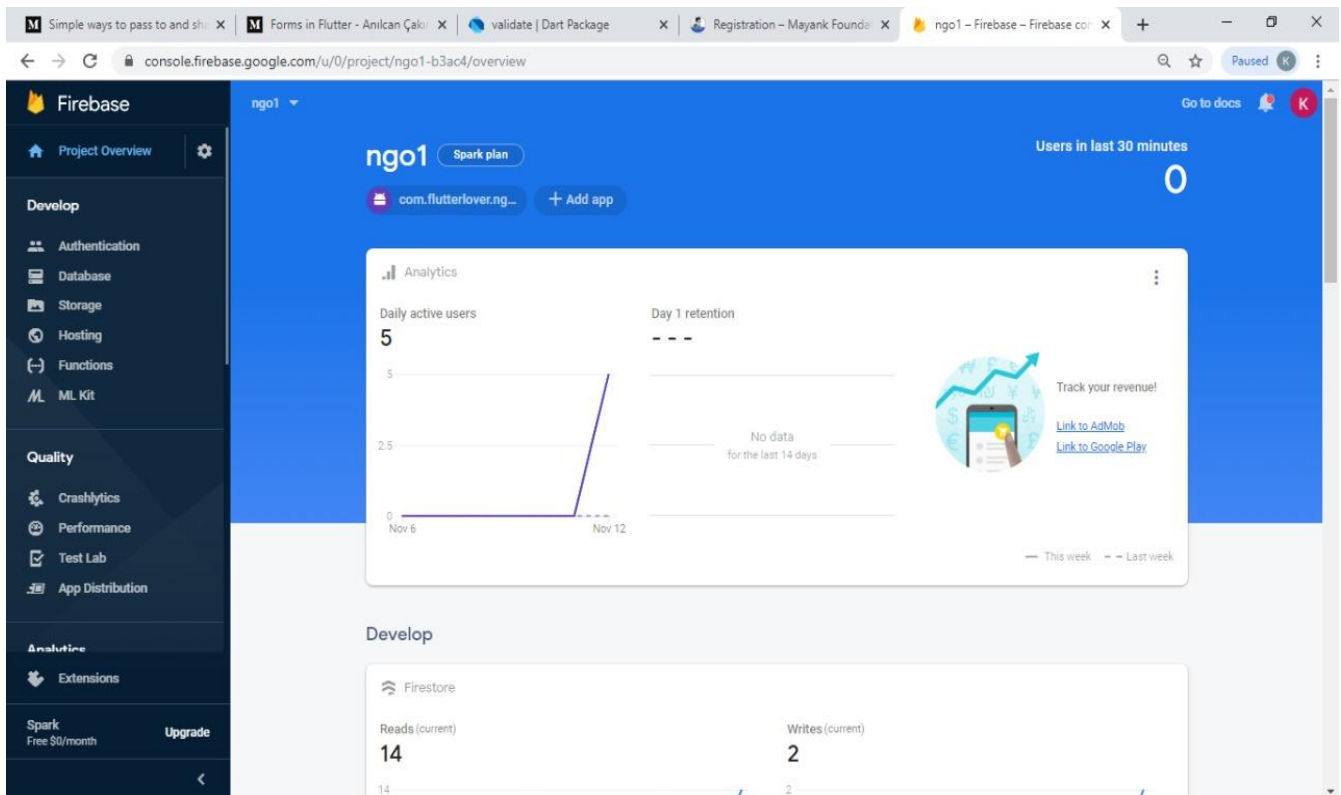 Simple ways to pass to and sh
Forms in Flutter - Anılcan Çakı
validate | Dart Package
Registration – Mayank Founda
ngo1 – Firebase – Firebase con
console.firebase.google.com/u/0/project/ngo1-b3ac4/overview
Paused K
Firebase
ngo1
Go to docs
K
Project Overview
ngo1 Spark plan
Users in last 30 minutes
0
com.flutterlover.ng...
+ Add app
Develop
Authentication
Database
Storage
Hosting
Functions
ML Kit
Quality
Crashlytics
Performance
Test Lab
App Distribution
Analytics
Extensions
Spark
Free $0/month
Upgrade
Analytics
Daily active users
5
5
2.5
0
Nov 6
Nov 12
Day 1 retention
- - -
No data
for the last 14 days
Track your revenue!
Link to AdMob
Link to Google Play
This week
Last week
Develop
Firestore
Reads (current)
14
14
Writes (current)
2
2